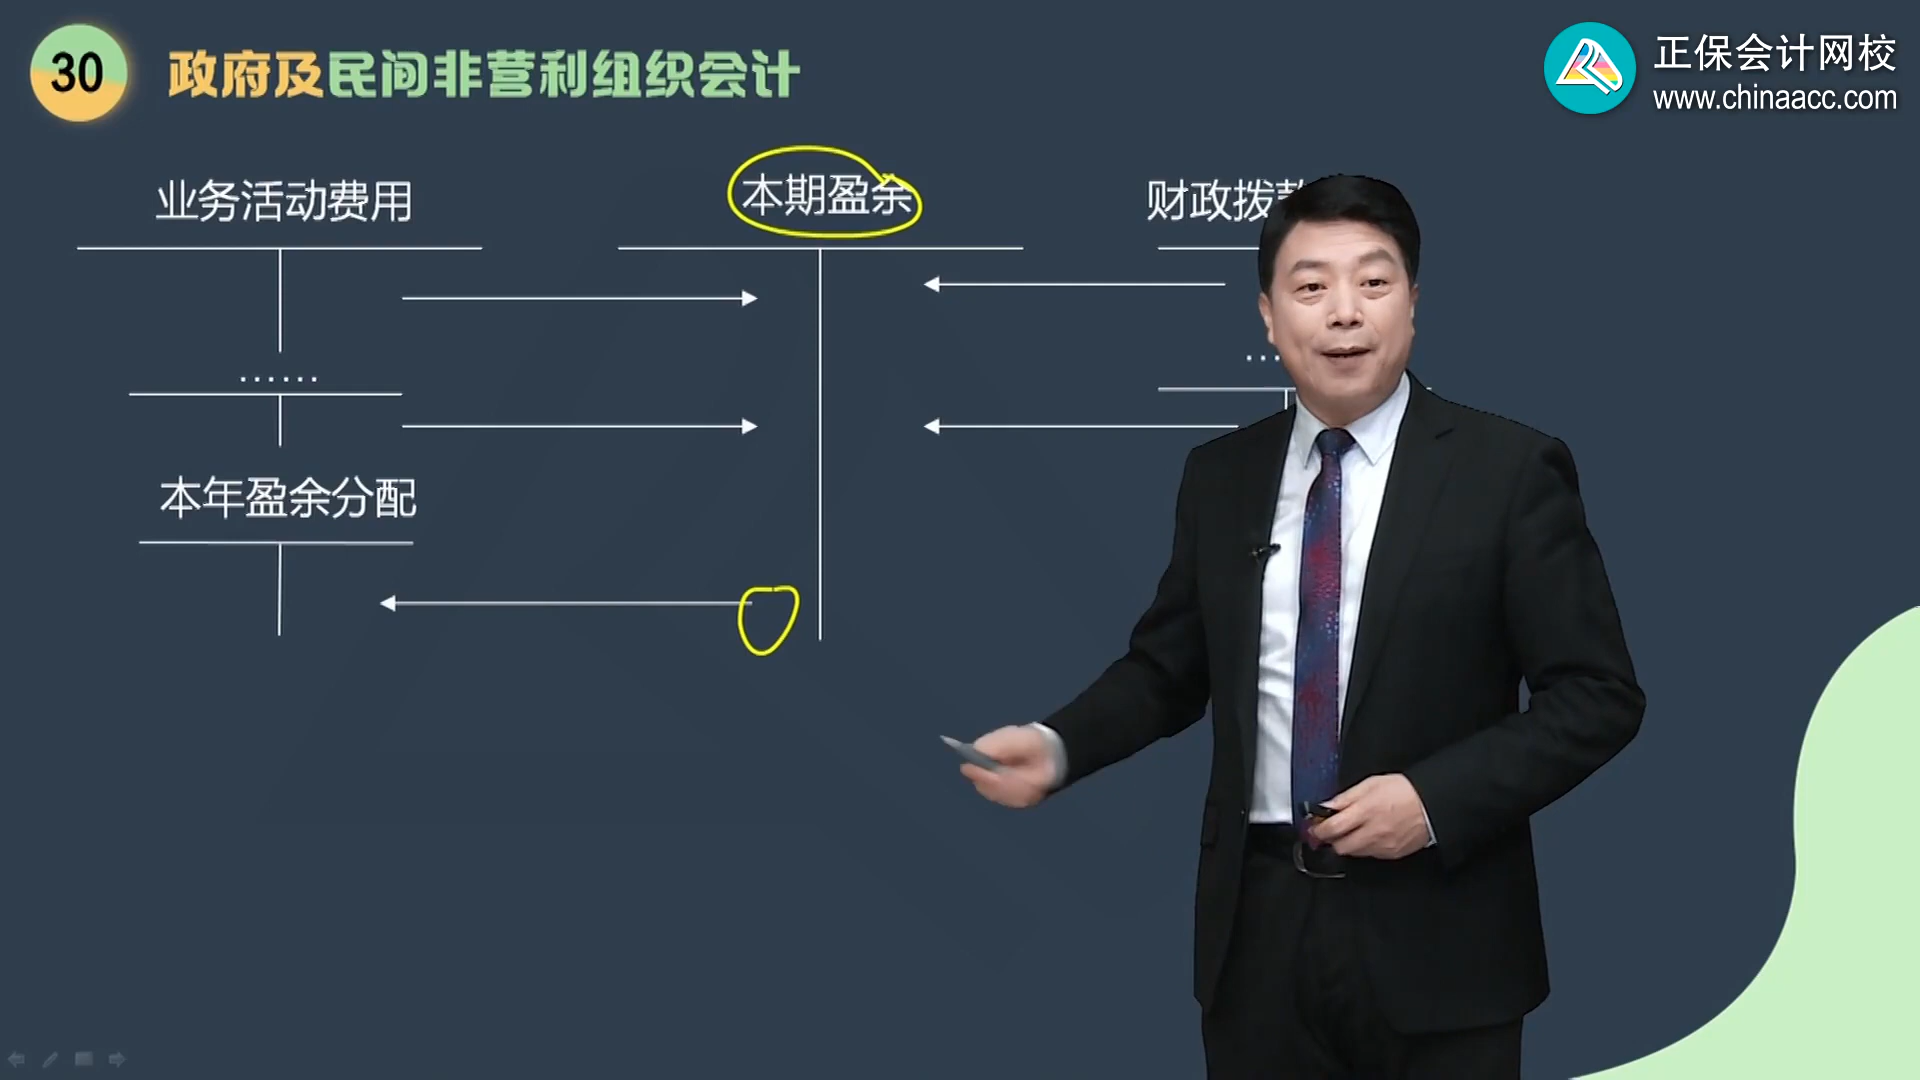 30
政府及民间非营利组织会计
正保会计网校
www.chinaacc.com
业务活动费用
本期盈余
财政拨款
……
…
本年盈余分配